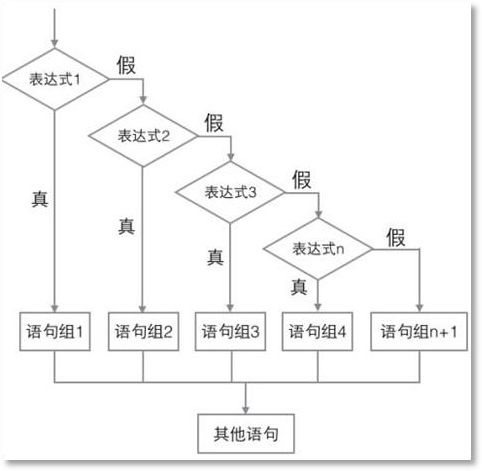 表达式1
假
表达式2
假
表达式3
假
表达式n
假
真
真
真
真
语句组1
语句组2
语句组3
语句组4
语句组n+1
其他语句